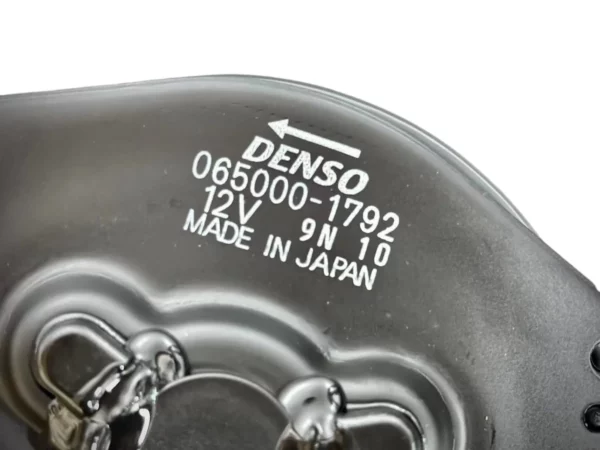 DENSO
065000-1792
12V 9N 10
MADE IN JAPAN